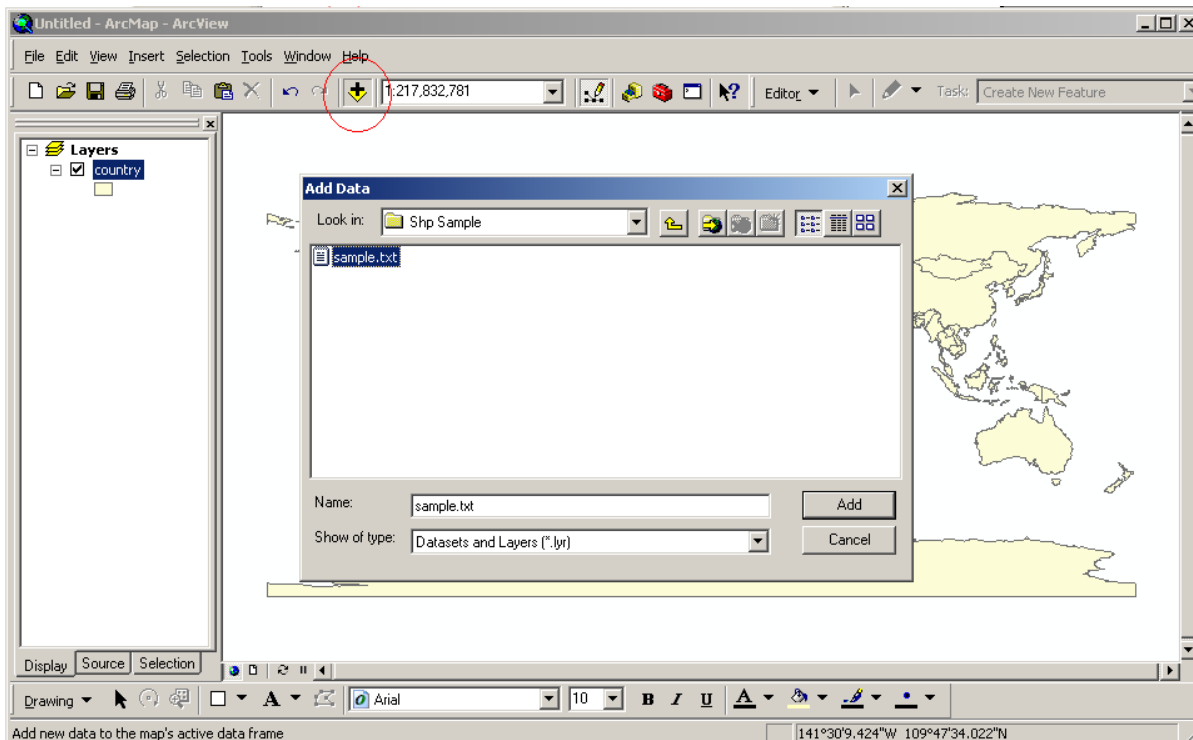 Untitled - ArcMap - ArcView
File Edit View Insert Selection Tools Window Help
1:217,832,781
Editor
Task: Create New Feature
Layers
country
Add Data
Look in: Shp Sample
sample.txt
Name: sample.txt
Add
Show of type: Datasets and Layers (*.lyr)
Cancel
Display Source Selection
Drawing A Arial 10 B I U A
Add new data to the map's active data frame
141°30'9.424"W 109°47'34.022"N